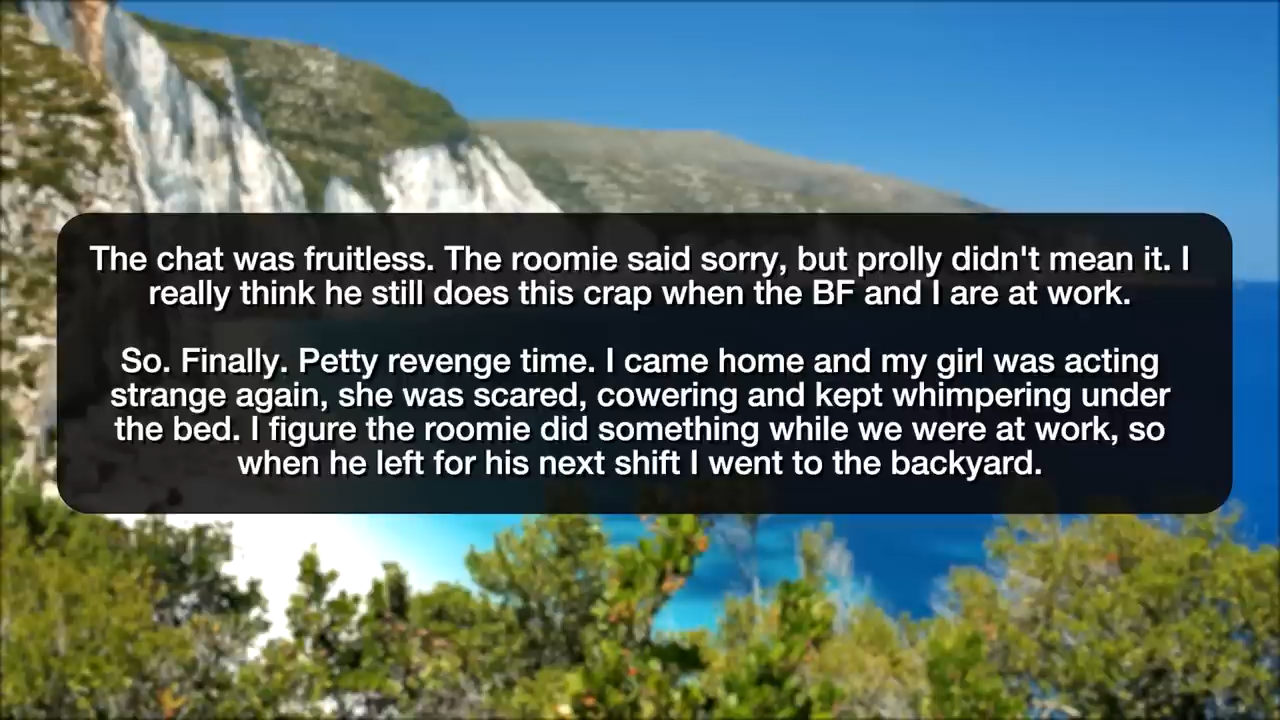 The chat was fruitless. The roomie said sorry, but prolly didn't mean it. I
really think he still does this crap when the BF and I are at work.
So. Finally. Petty revenge time. I came home and my girl was acting
strange again, she was scared, cowering and kept whimpering under
the bed. I figure the roomie did something while we were at work, so
when he left for his next shift I went to the backyard.